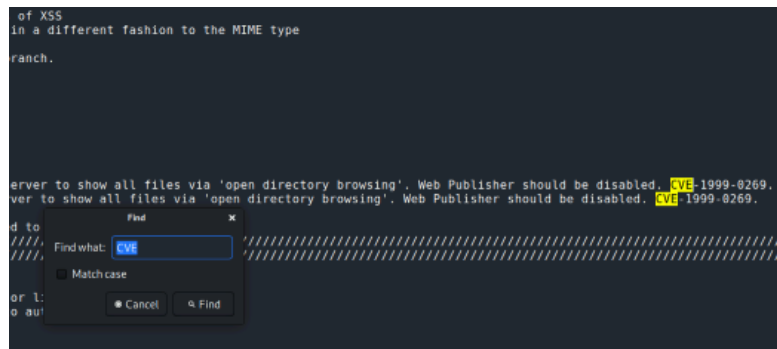 of XSS
in a different fashion to the MIME type
ranch.
erver to show all files via 'open directory browsing'. Web Publisher should be disabled. CVE-1999-0269.
ver to show all files via 'open directory browsing'. Web Publisher should be disabled. CVE-1999-0269.
d to
Find
x
Find what: CVE
Match case
or li
o aut
Cancel Find